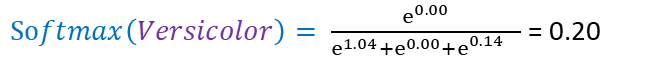 Softmax(Versicolor) = e^0.00 / (e^1.04+e^0.00+e^0.14) = 0.20